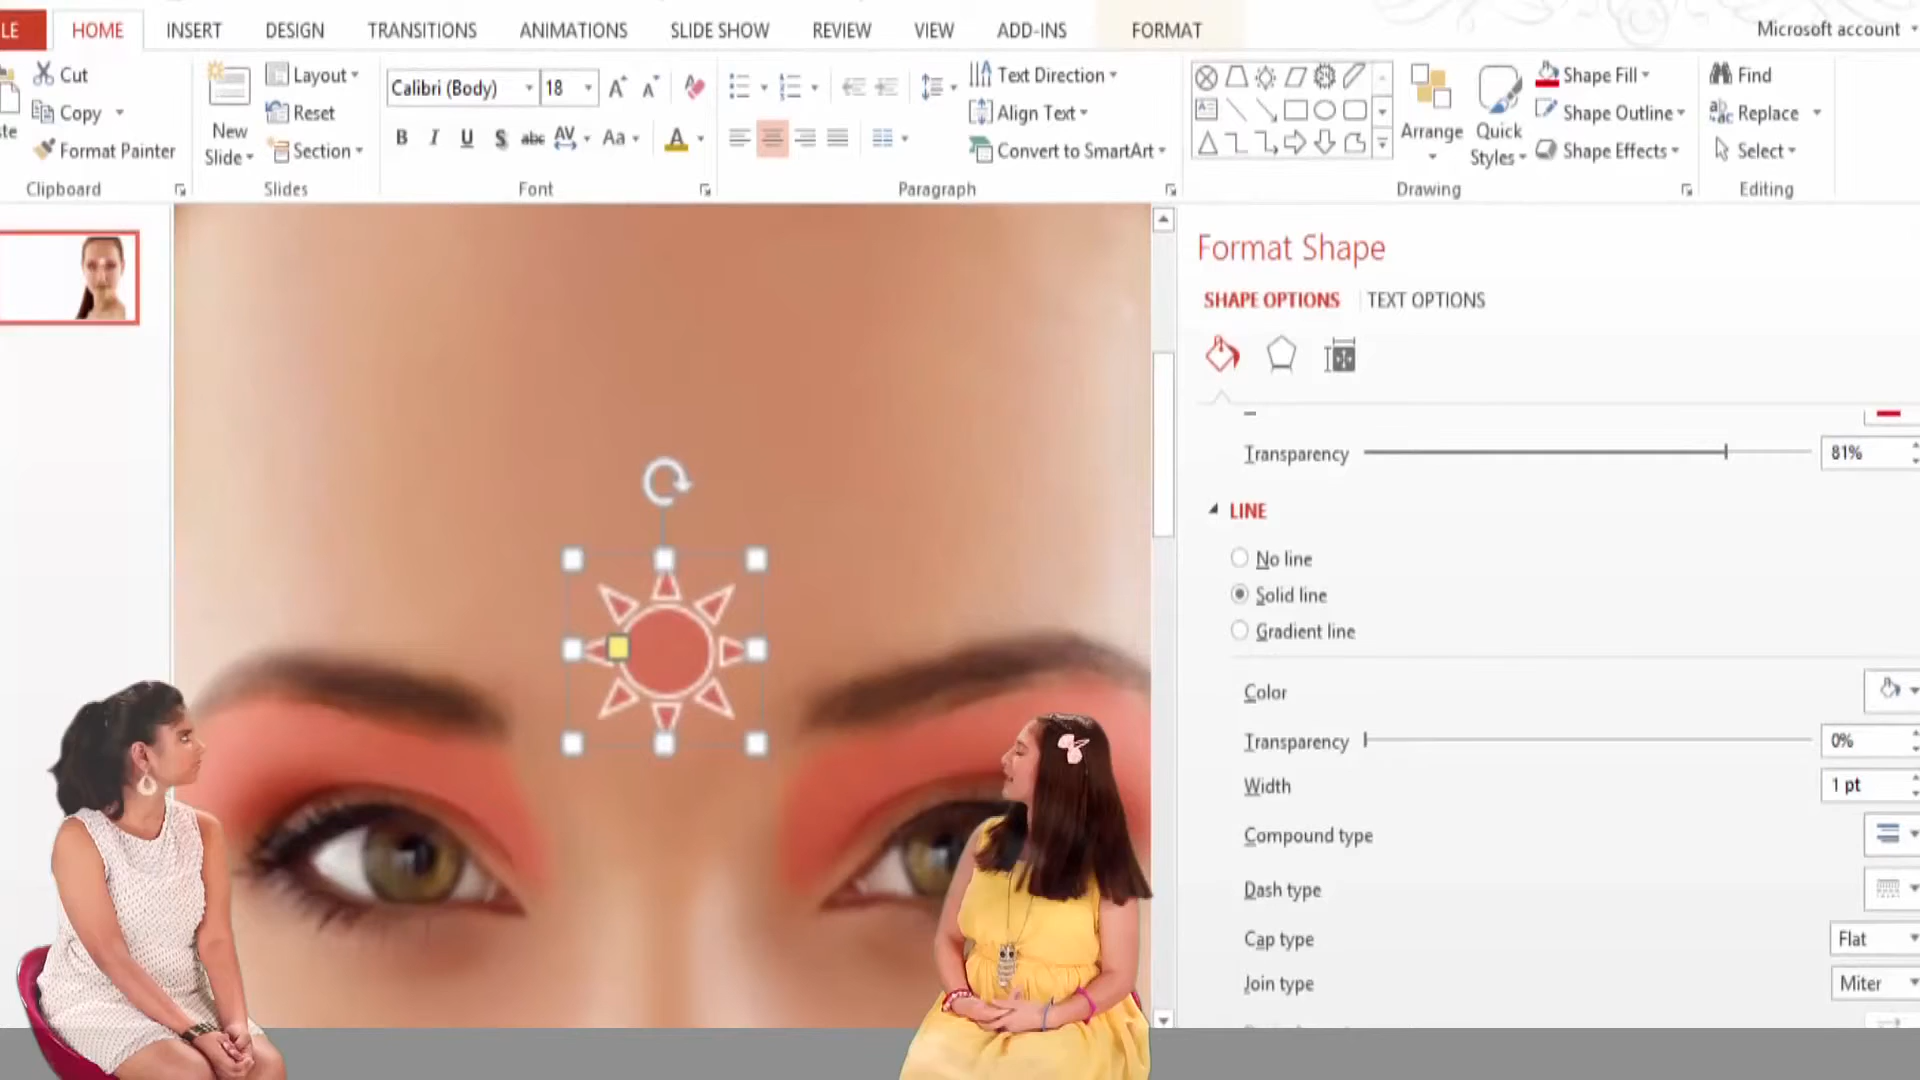 LE HOME INSERT DESIGN TRANSITIONS ANIMATIONS SLIDE SHOW REVIEW VIEW ADD-INS FORMAT Microsoft account
Cut
Copy
te
Format Painter
Clipboard
New
Slide
Layout
Reset
Section
Slides
Calibri (Body) 18
B I U S abc AV Aa A
Font
Text Direction
Align Text
Convert to SmartArt
Paragraph
Arrange
Quick
Styles
Shape Fill
Shape Outline
Shape Effects
Drawing
Find
Replace
Select
Editing
Format Shape
SHAPE OPTIONS TEXT OPTIONS
Transparency 81%
LINE
No line
Solid line
Gradient line
Color
Transparency 0%
Width 1 pt
Compound type
Dash type
Cap type Flat
Join type Miter